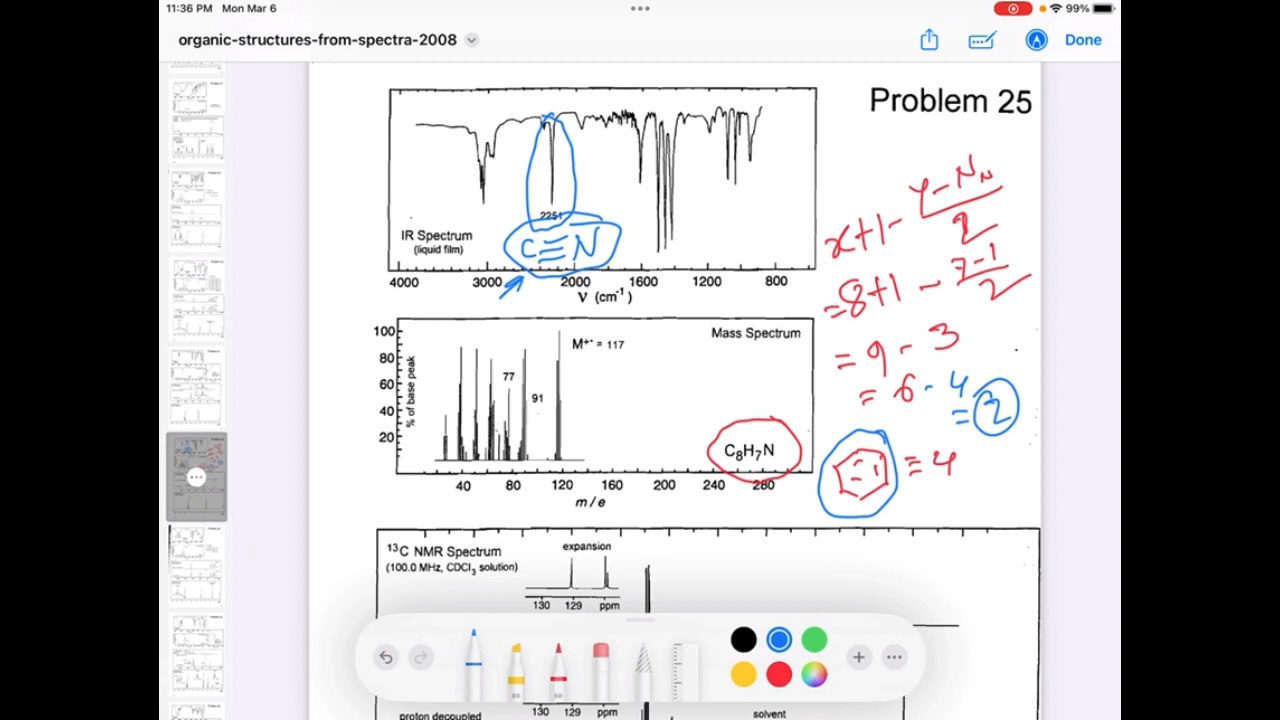 11:36 PM Mon Mar 6
99%
organic-structures-from-spectra-2008
Done
Problem 25
2251
C≡N
IR Spectrum
(liquid film)
4000 3000 2000 1600 1200 800
ν (cm⁻¹)
x+1 - (y - Nn)/2
= 8+1 - (7-1)/2
= 9 - 3
= 6 - 4
= 2
≡ 4
Mass Spectrum
M⁺· = 117
% of base peak
100
80
60
40
20
77
91
C₈H₇N
40 80 120 160 200 240 280
m / e
¹³C NMR Spectrum
(100.0 MHz, CDCl₃ solution)
expansion
130 129 ppm
130 129 ppm
proton decoupled
solvent